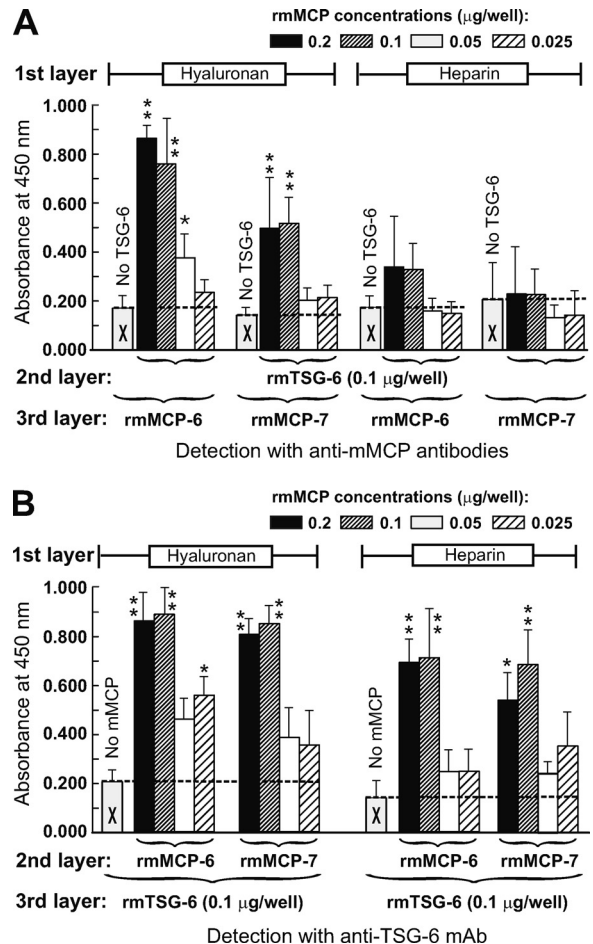 A
rmMCP concentrations (μg/well):
0.2 0.1 0.05 0.025
1st layer
Hyaluronan
Heparin
Absorbance at 450 nm
1.000
0.800
0.600
0.400
0.200
0.000
No TSG-6
X
**
**
*
No TSG-6
X
**
**
No TSG-6
X
No TSG-6
X
2nd layer:
rmTSG-6 (0.1 μg/well)
3rd layer:
rmMCP-6 rmMCP-7 rmMCP-6 rmMCP-7
Detection with anti-mMCP antibodies
B
rmMCP concentrations (μg/well):
0.2 0.1 0.05 0.025
1st layer
Hyaluronan
Heparin
Absorbance at 450 nm
1.000
0.800
0.600
0.400
0.200
0.000
No mMCP
X
**
**
*
**
**
No mMCP
X
**
**
*
**
2nd layer:
rmMCP-6 rmMCP-7 rmMCP-6 rmMCP-7
3rd layer:
rmTSG-6 (0.1 μg/well) rmTSG-6 (0.1 μg/well)
Detection with anti-TSG-6 mAb